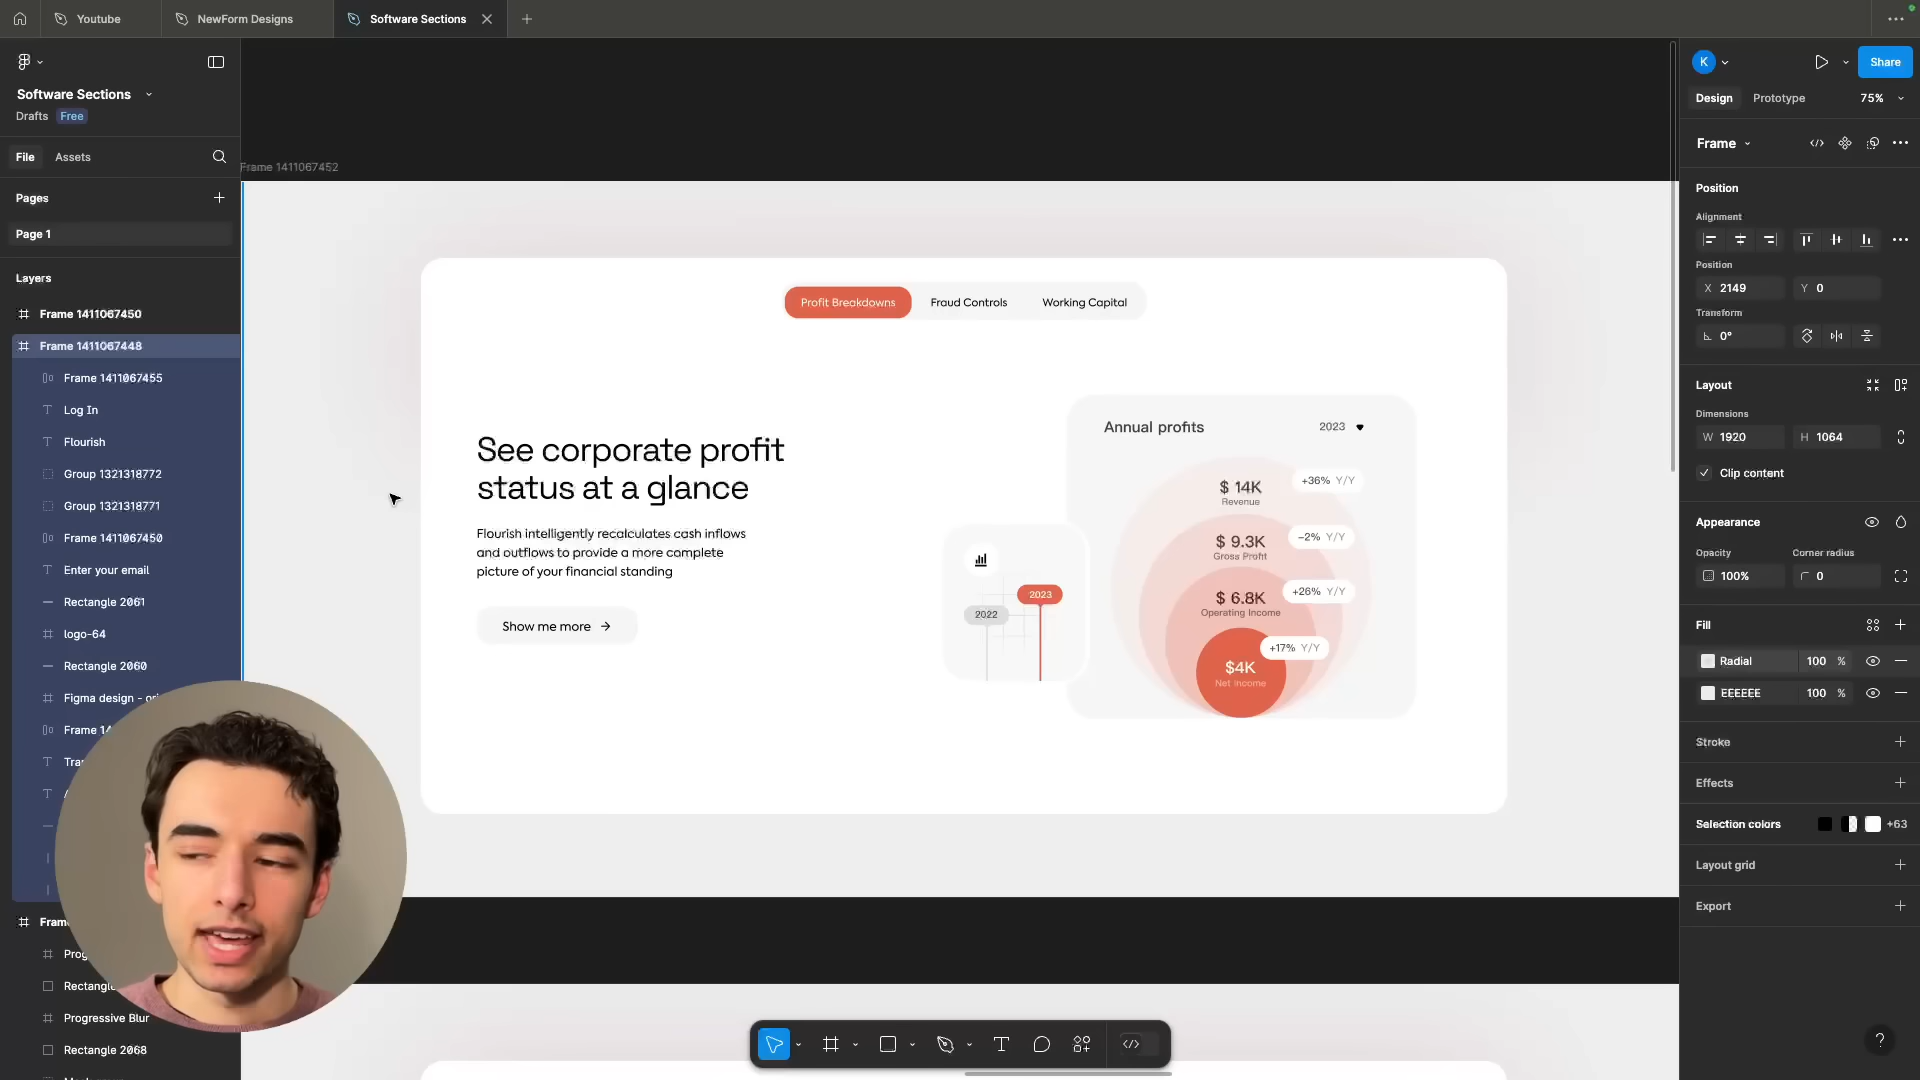 Youtube
NewForm Designs
Software Sections
Software Sections
Drafts
Free
File
Assets
Pages
Page 1
Layers
Frame 1411067450
Frame 1411067448
Frame 1411067455
Log In
Flourish
Group 1321318772
Group 1321318771
Frame 1411067450
Enter your email
Rectangle 2061
logo-64
Rectangle 2060
Figma design - ori
Progressive Blur
Rectangle 2068
Frame 1411067452
Profit Breakdowns
Fraud Controls
Working Capital
See corporate profit
status at a glance
Flourish intelligently recalculates cash inflows
and outflows to provide a more complete
picture of your financial standing
Show me more →
2022
2023
Annual profits
2023
$ 14K
Revenue
+36% Y/Y
$ 9.3K
Gross Profit
-2% Y/Y
$ 6.8K
Operating Income
+26% Y/Y
$4K
Net Income
+17% Y/Y
K
Share
Design
Prototype
75%
Frame
Position
Alignment
Position
X 2149
Y 0
Transform
0°
Layout
Dimensions
W 1920
H 1064
Clip content
Appearance
Opacity
Corner radius
100%
0
Fill
Radial
100 %
EEEEEE
100 %
Stroke
Effects
Selection colors
+63
Layout grid
Export
?